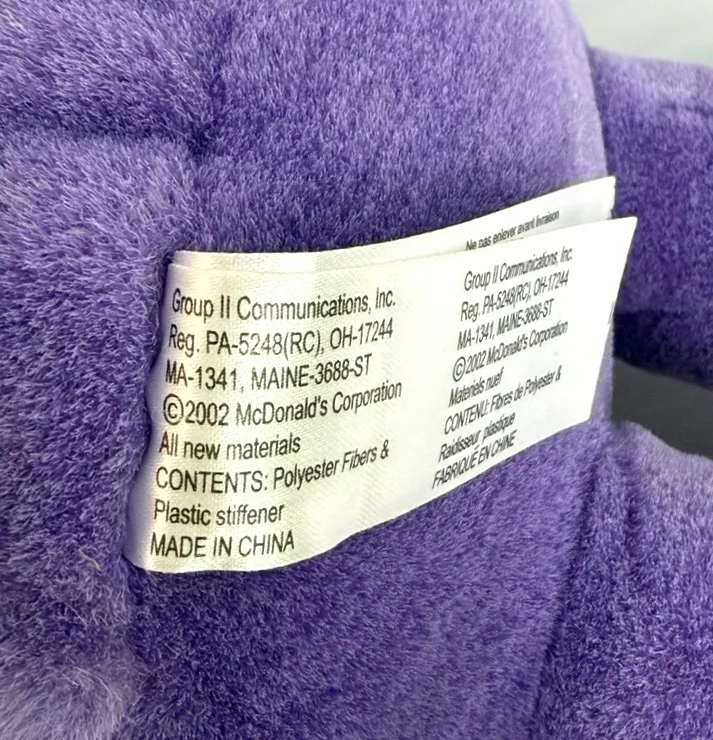 Ne pas enlever avant livraison
Group II Communications, Inc.
Reg. PA-5248(RC), OH-17244
MA-1341, MAINE-3688-ST
©2002 McDonald's Corporation
All new materials
CONTENTS: Polyester Fibers &
Plastic stiffener
MADE IN CHINA
Group II Communications, Inc.
Reg. PA-5248(RC), OH-17244
MA-1341, MAINE-3688-ST
©2002 McDonald's Corporation
Materiels nuef
CONTENU: Fibres de Polyester &
Raidisseur plastique
FABRIQUÉ EN CHINE